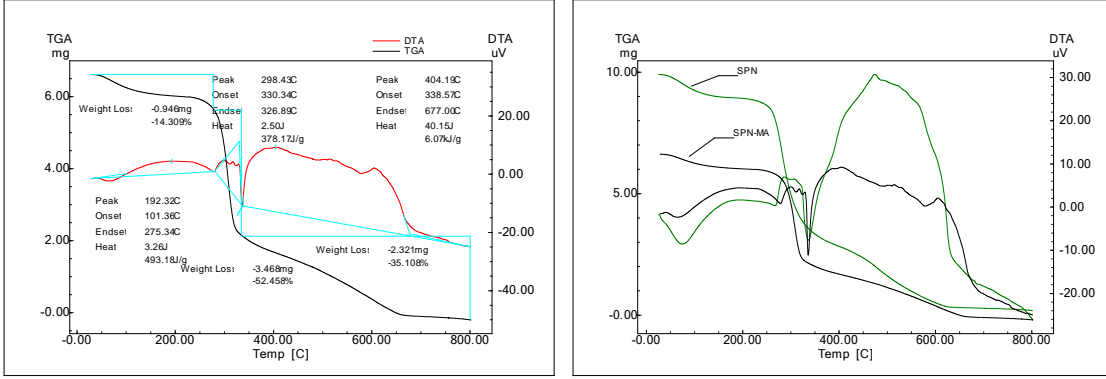 TGA
mg
DTA
uV
DTA
TGA
Peak 298.43C
Onset 330.34C
Endset 326.89C
Heat 2.50J
378.17J/g
Peak 404.19C
Onset 338.57C
Endset 677.00C
Heat 40.15J
6.07kJ/g
Weight Loss -0.946mg
-14.309%
Peak 192.32C
Onset 101.36C
Endset 275.34C
Heat 3.26J
493.18J/g
Weight Loss -3.468mg
-52.458%
Weight Loss -2.321mg
-35.108%
6.00
4.00
2.00
-0.00
20.00
0.00
-20.00
-40.00
-0.00 200.00 400.00 600.00 800.00
Temp [C]
TGA
mg
DTA
uV
SPN
SPN-MA
10.00
5.00
-0.00
30.00
20.00
10.00
0.00
-10.00
-20.00
-0.00 200.00 400.00 600.00 800.00
Temp [C]